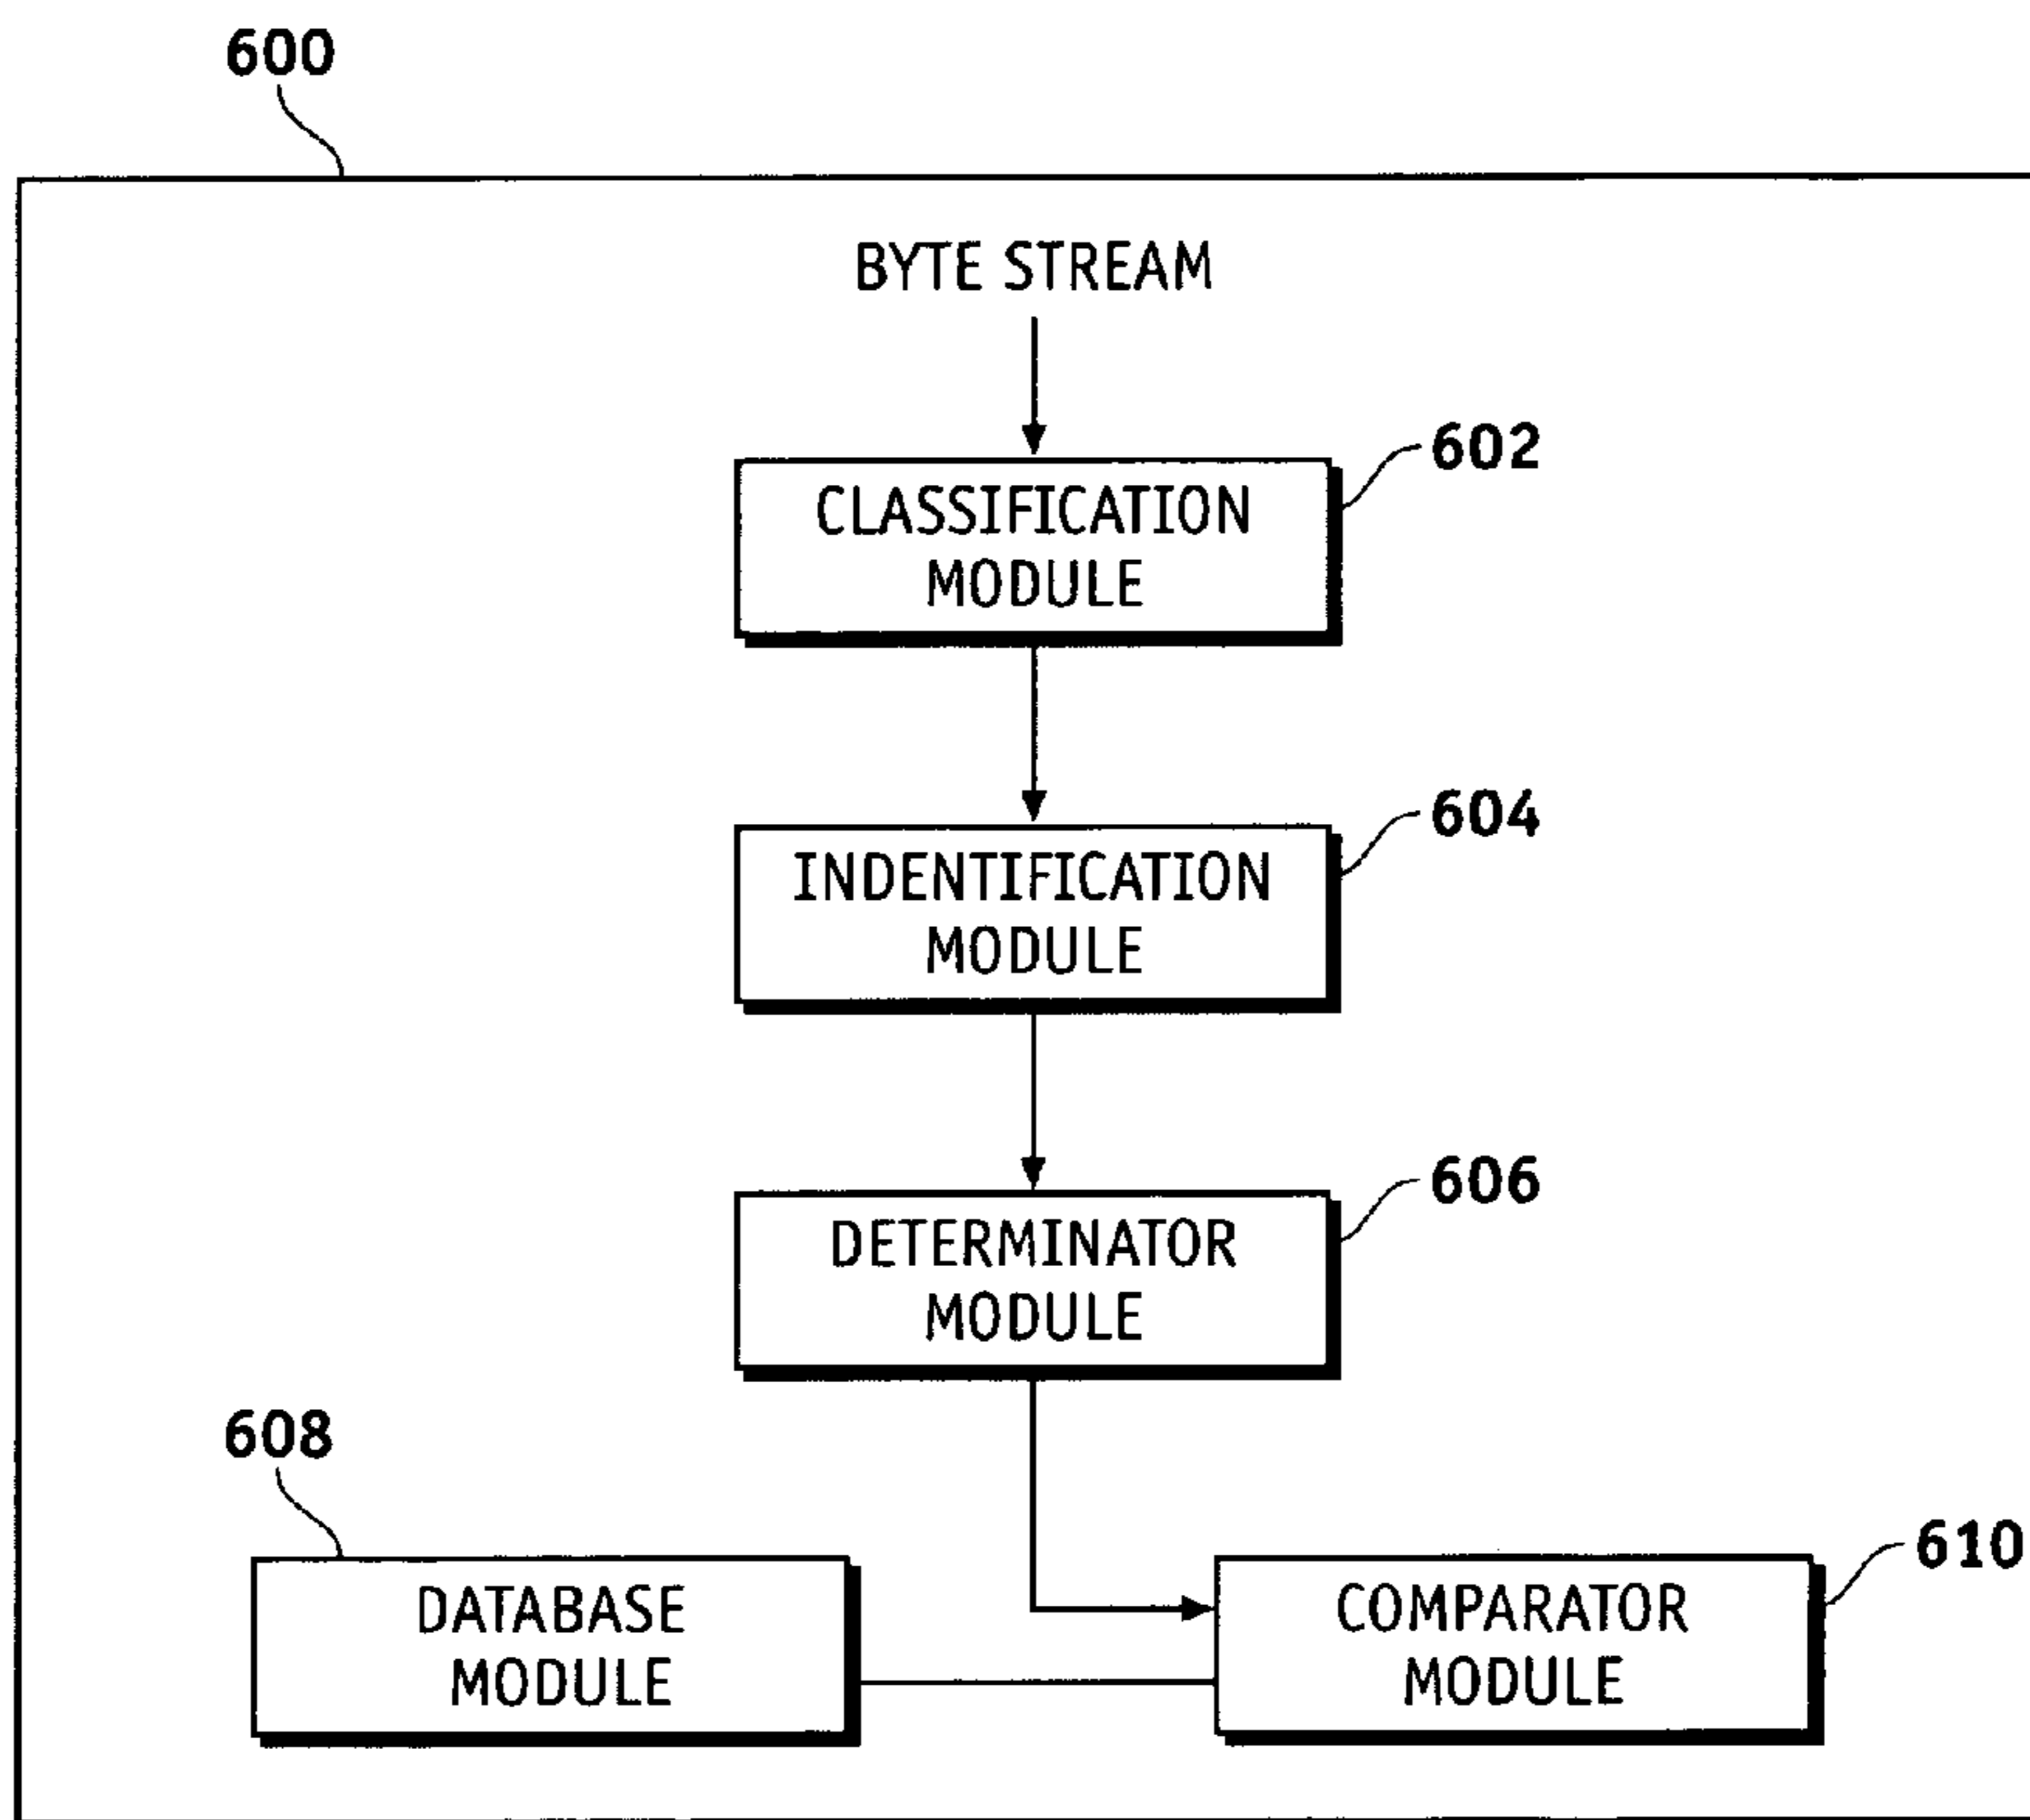 600
BYTE STREAM
602
CLASSIFICATION
MODULE
604
INDENTIFICATION
MODULE
606
DETERMINATOR
MODULE
608
DATABASE
MODULE
610
COMPARATOR
MODULE